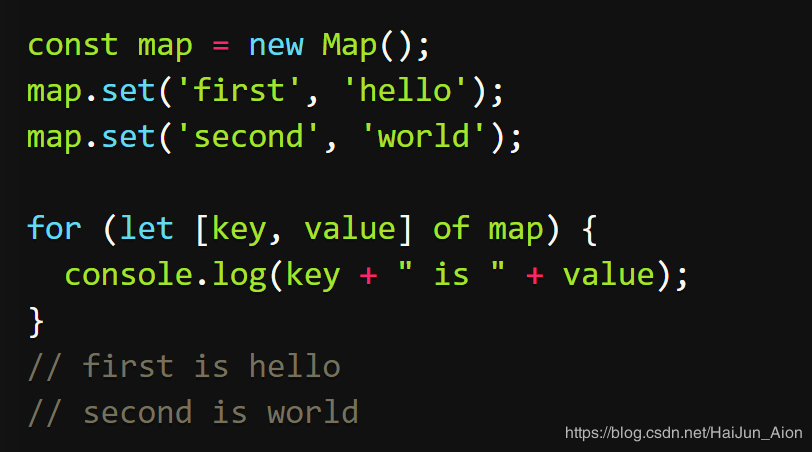 const map = new Map();
map.set('first', 'hello');
map.set('second', 'world');

for (let [key, value] of map) {
  console.log(key + " is " + value);
}
// first is hello
// second is world
https://blog.csdn.net/HaiJun_Aion